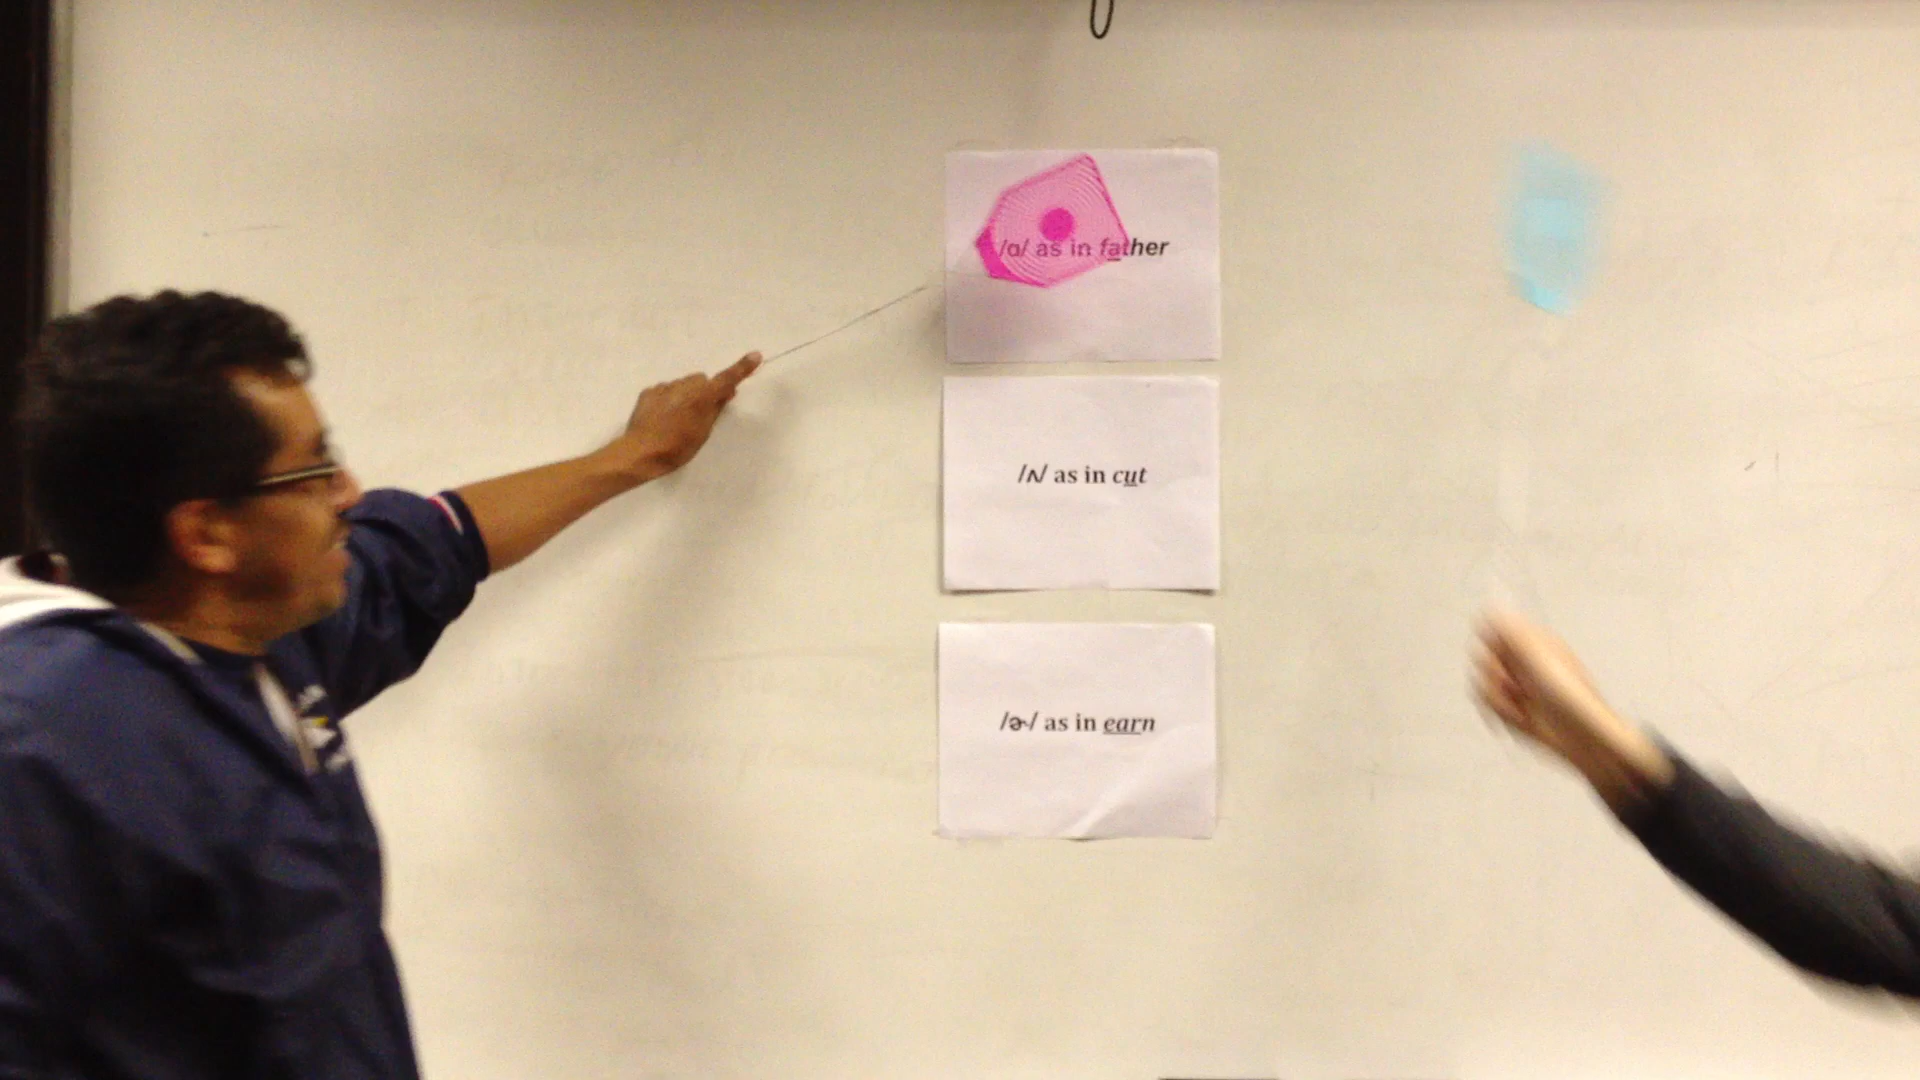 /ɑ/ as in father
/ʌ/ as in cut
/ɚ/ as in earn